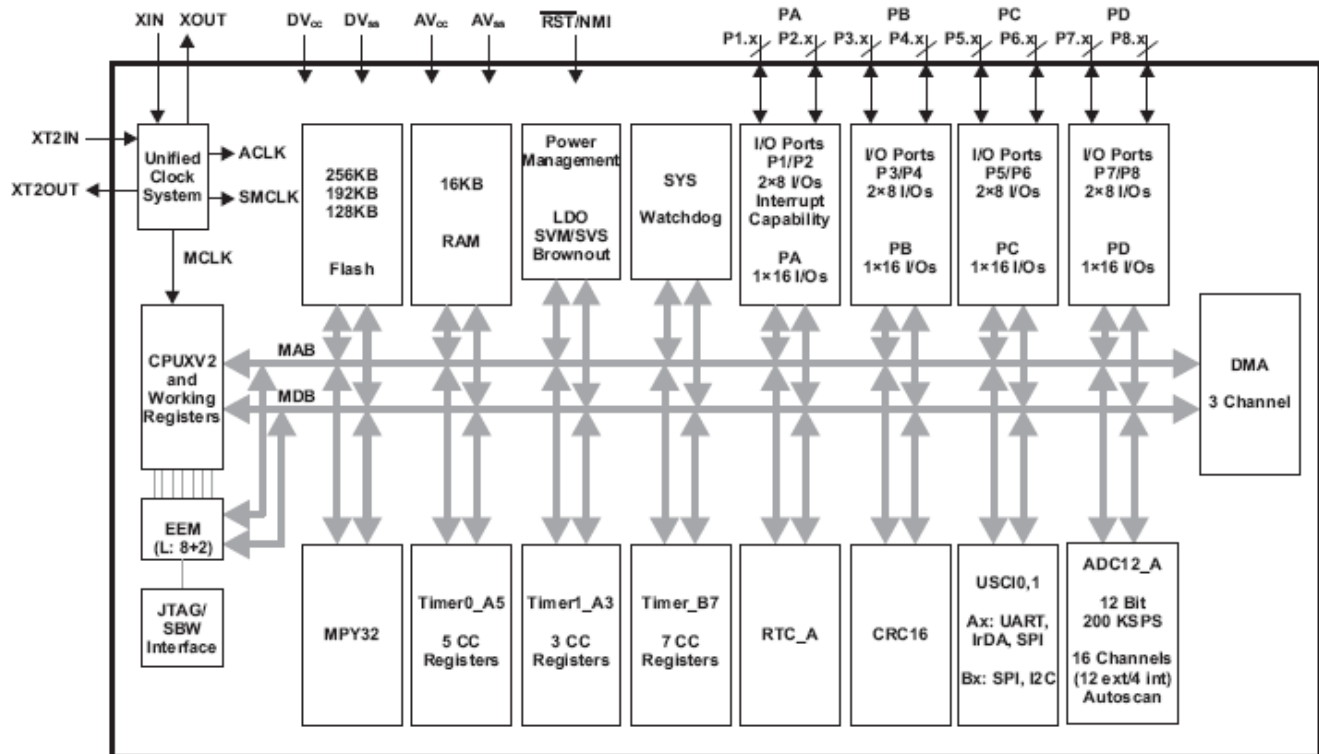 XIN XOUT DVcc DVss AVcc AVss RST/NMI PA PB PC PD
P1.x P2.x P3.x P4.x P5.x P6.x P7.x P8.x
XT2IN
XT2OUT
Unified
Clock
System
ACLK
SMCLK
MCLK
256KB
192KB
128KB
Flash
16KB
RAM
Power
Management
LDO
SVM/SVS
Brownout
SYS
Watchdog
I/O Ports
P1/P2
2×8 I/Os
Interrupt
Capability
PA
1×16 I/Os
I/O Ports
P3/P4
2×8 I/Os
PB
1×16 I/Os
I/O Ports
P5/P6
2×8 I/Os
PC
1×16 I/Os
I/O Ports
P7/P8
2×8 I/Os
PD
1×16 I/Os
CPUXV2
and
Working
Registers
MAB
MDB
DMA
3 Channel
EEM
(L: 8+2)
JTAG/
SBW
Interface
MPY32
Timer0_A5
5 CC
Registers
Timer1_A3
3 CC
Registers
Timer_B7
7 CC
Registers
RTC_A
CRC16
USCI0,1
Ax: UART,
IrDA, SPI
Bx: SPI, I2C
ADC12_A
12 Bit
200 KSPS
16 Channels
(12 ext/4 int)
Autoscan